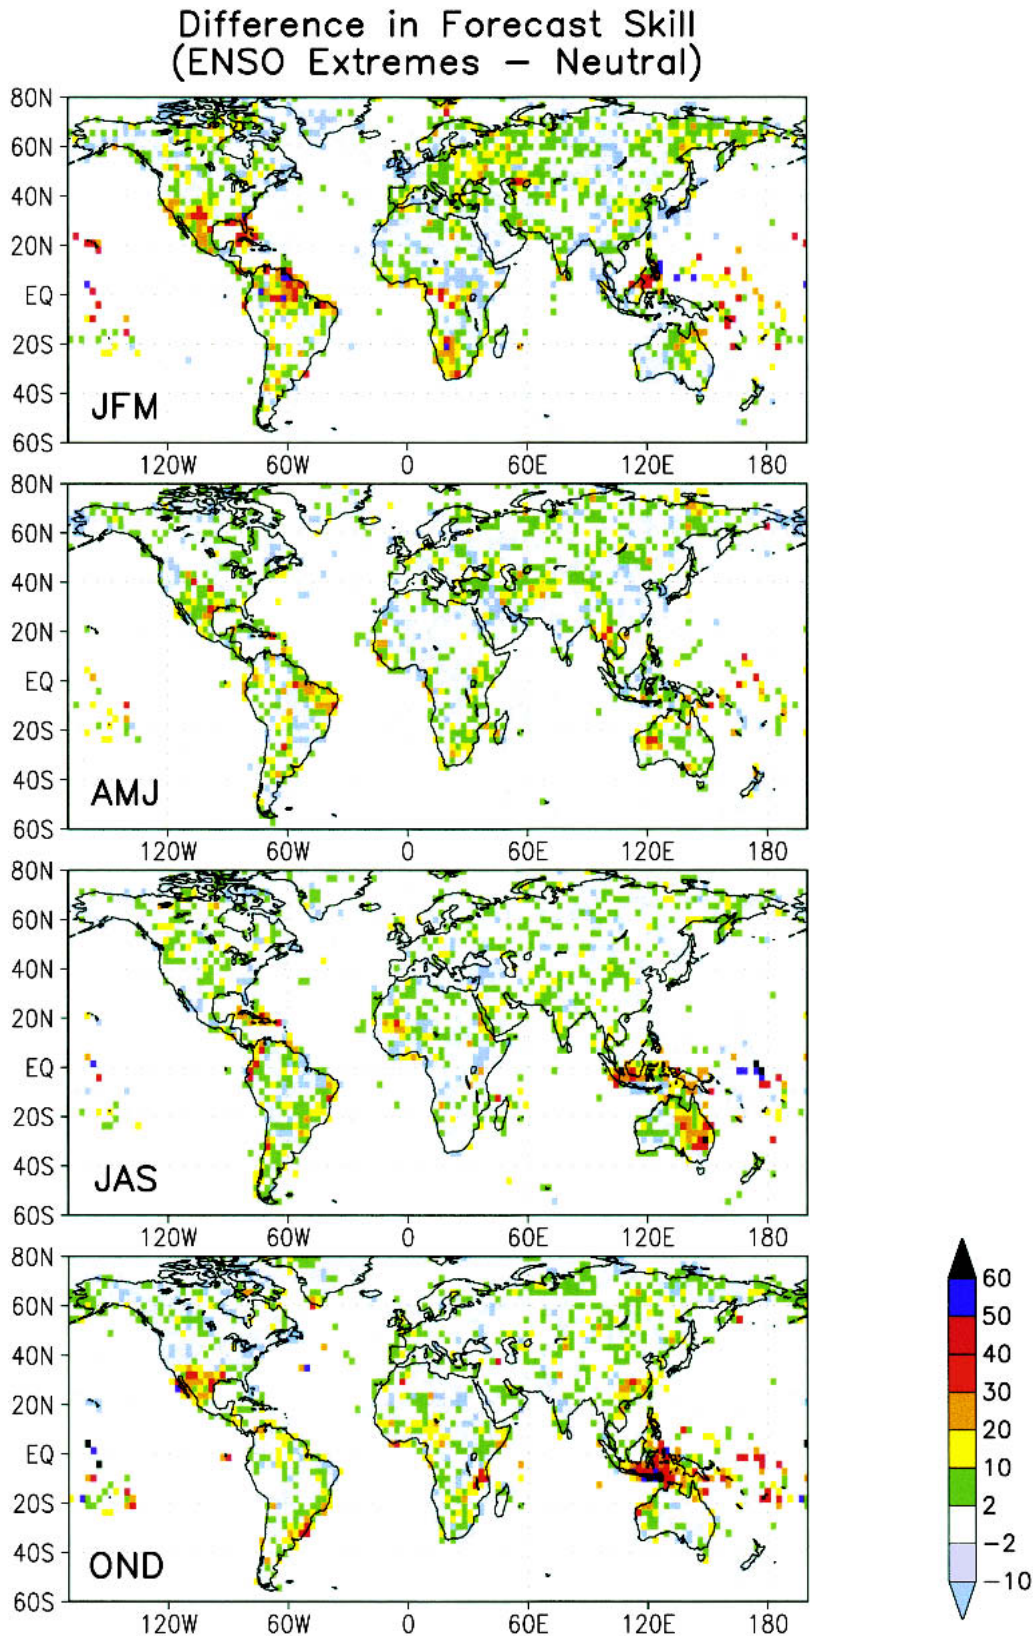 Difference in Forecast Skill
(ENSO Extremes – Neutral)
80N
60N
40N
20N
EQ
20S
40S
60S
JFM
120W 60W 0 60E 120E 180
80N
60N
40N
20N
EQ
20S
40S
60S
AMJ
120W 60W 0 60E 120E 180
80N
60N
40N
20N
EQ
20S
40S
60S
JAS
120W 60W 0 60E 120E 180
80N
60N
40N
20N
EQ
20S
40S
60S
OND
120W 60W 0 60E 120E 180
60
50
40
30
20
10
2
−2
−10